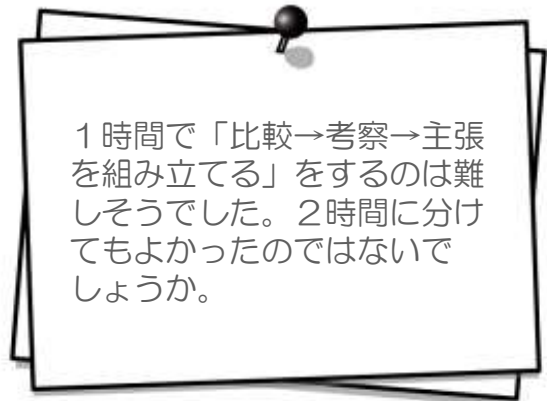 １時間で「比較→考察→主張
を組み立てる」をするのは難
しそうでした。２時間に分け
てもよかったのではないで
しょうか。